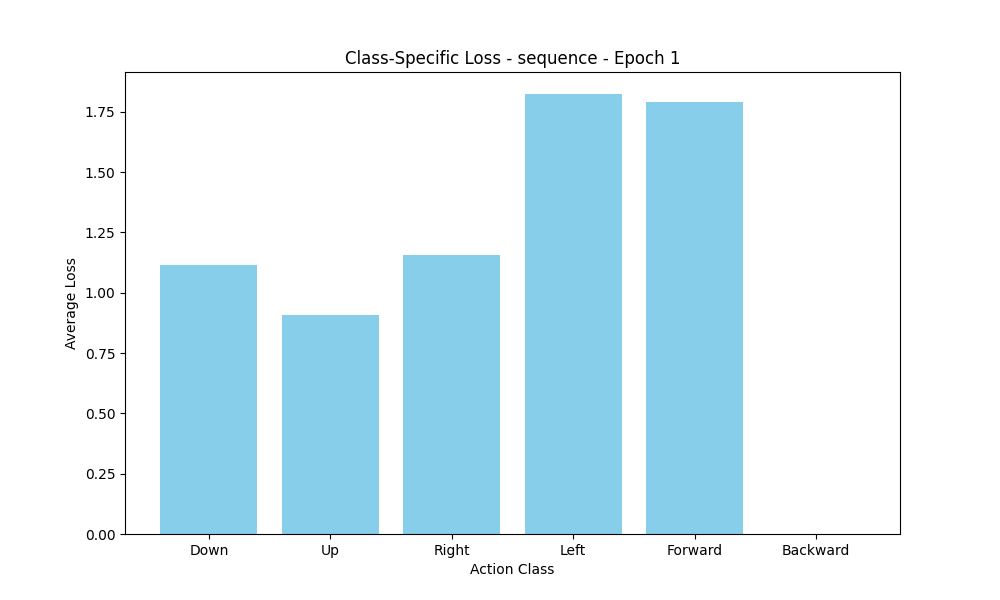 Class-Specific Loss - sequence - Epoch 1
Average Loss
1.75
1.50
1.25
1.00
0.75
0.50
0.25
0.00
Down Up Right Left Forward Backward
Action Class